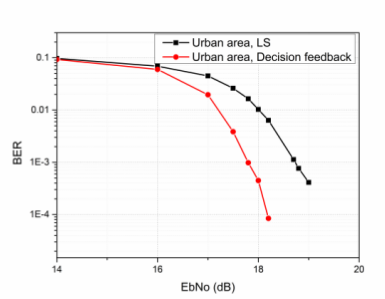 Urban area, LS
Urban area, Decision feedback
0.1
0.01
1E-3
1E-4
BER
14
16
18
20
EbNo (dB)